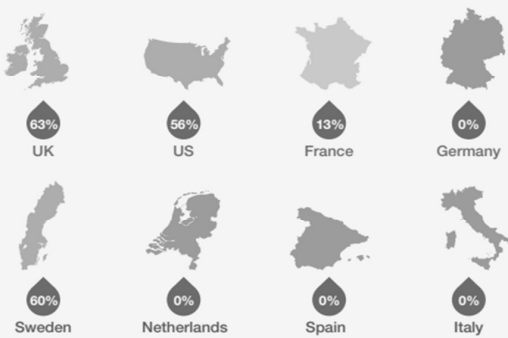 63% 56% 13% 0%
UK US France Germany
60% 0% 0% 0%
Sweden Netherlands Spain Italy